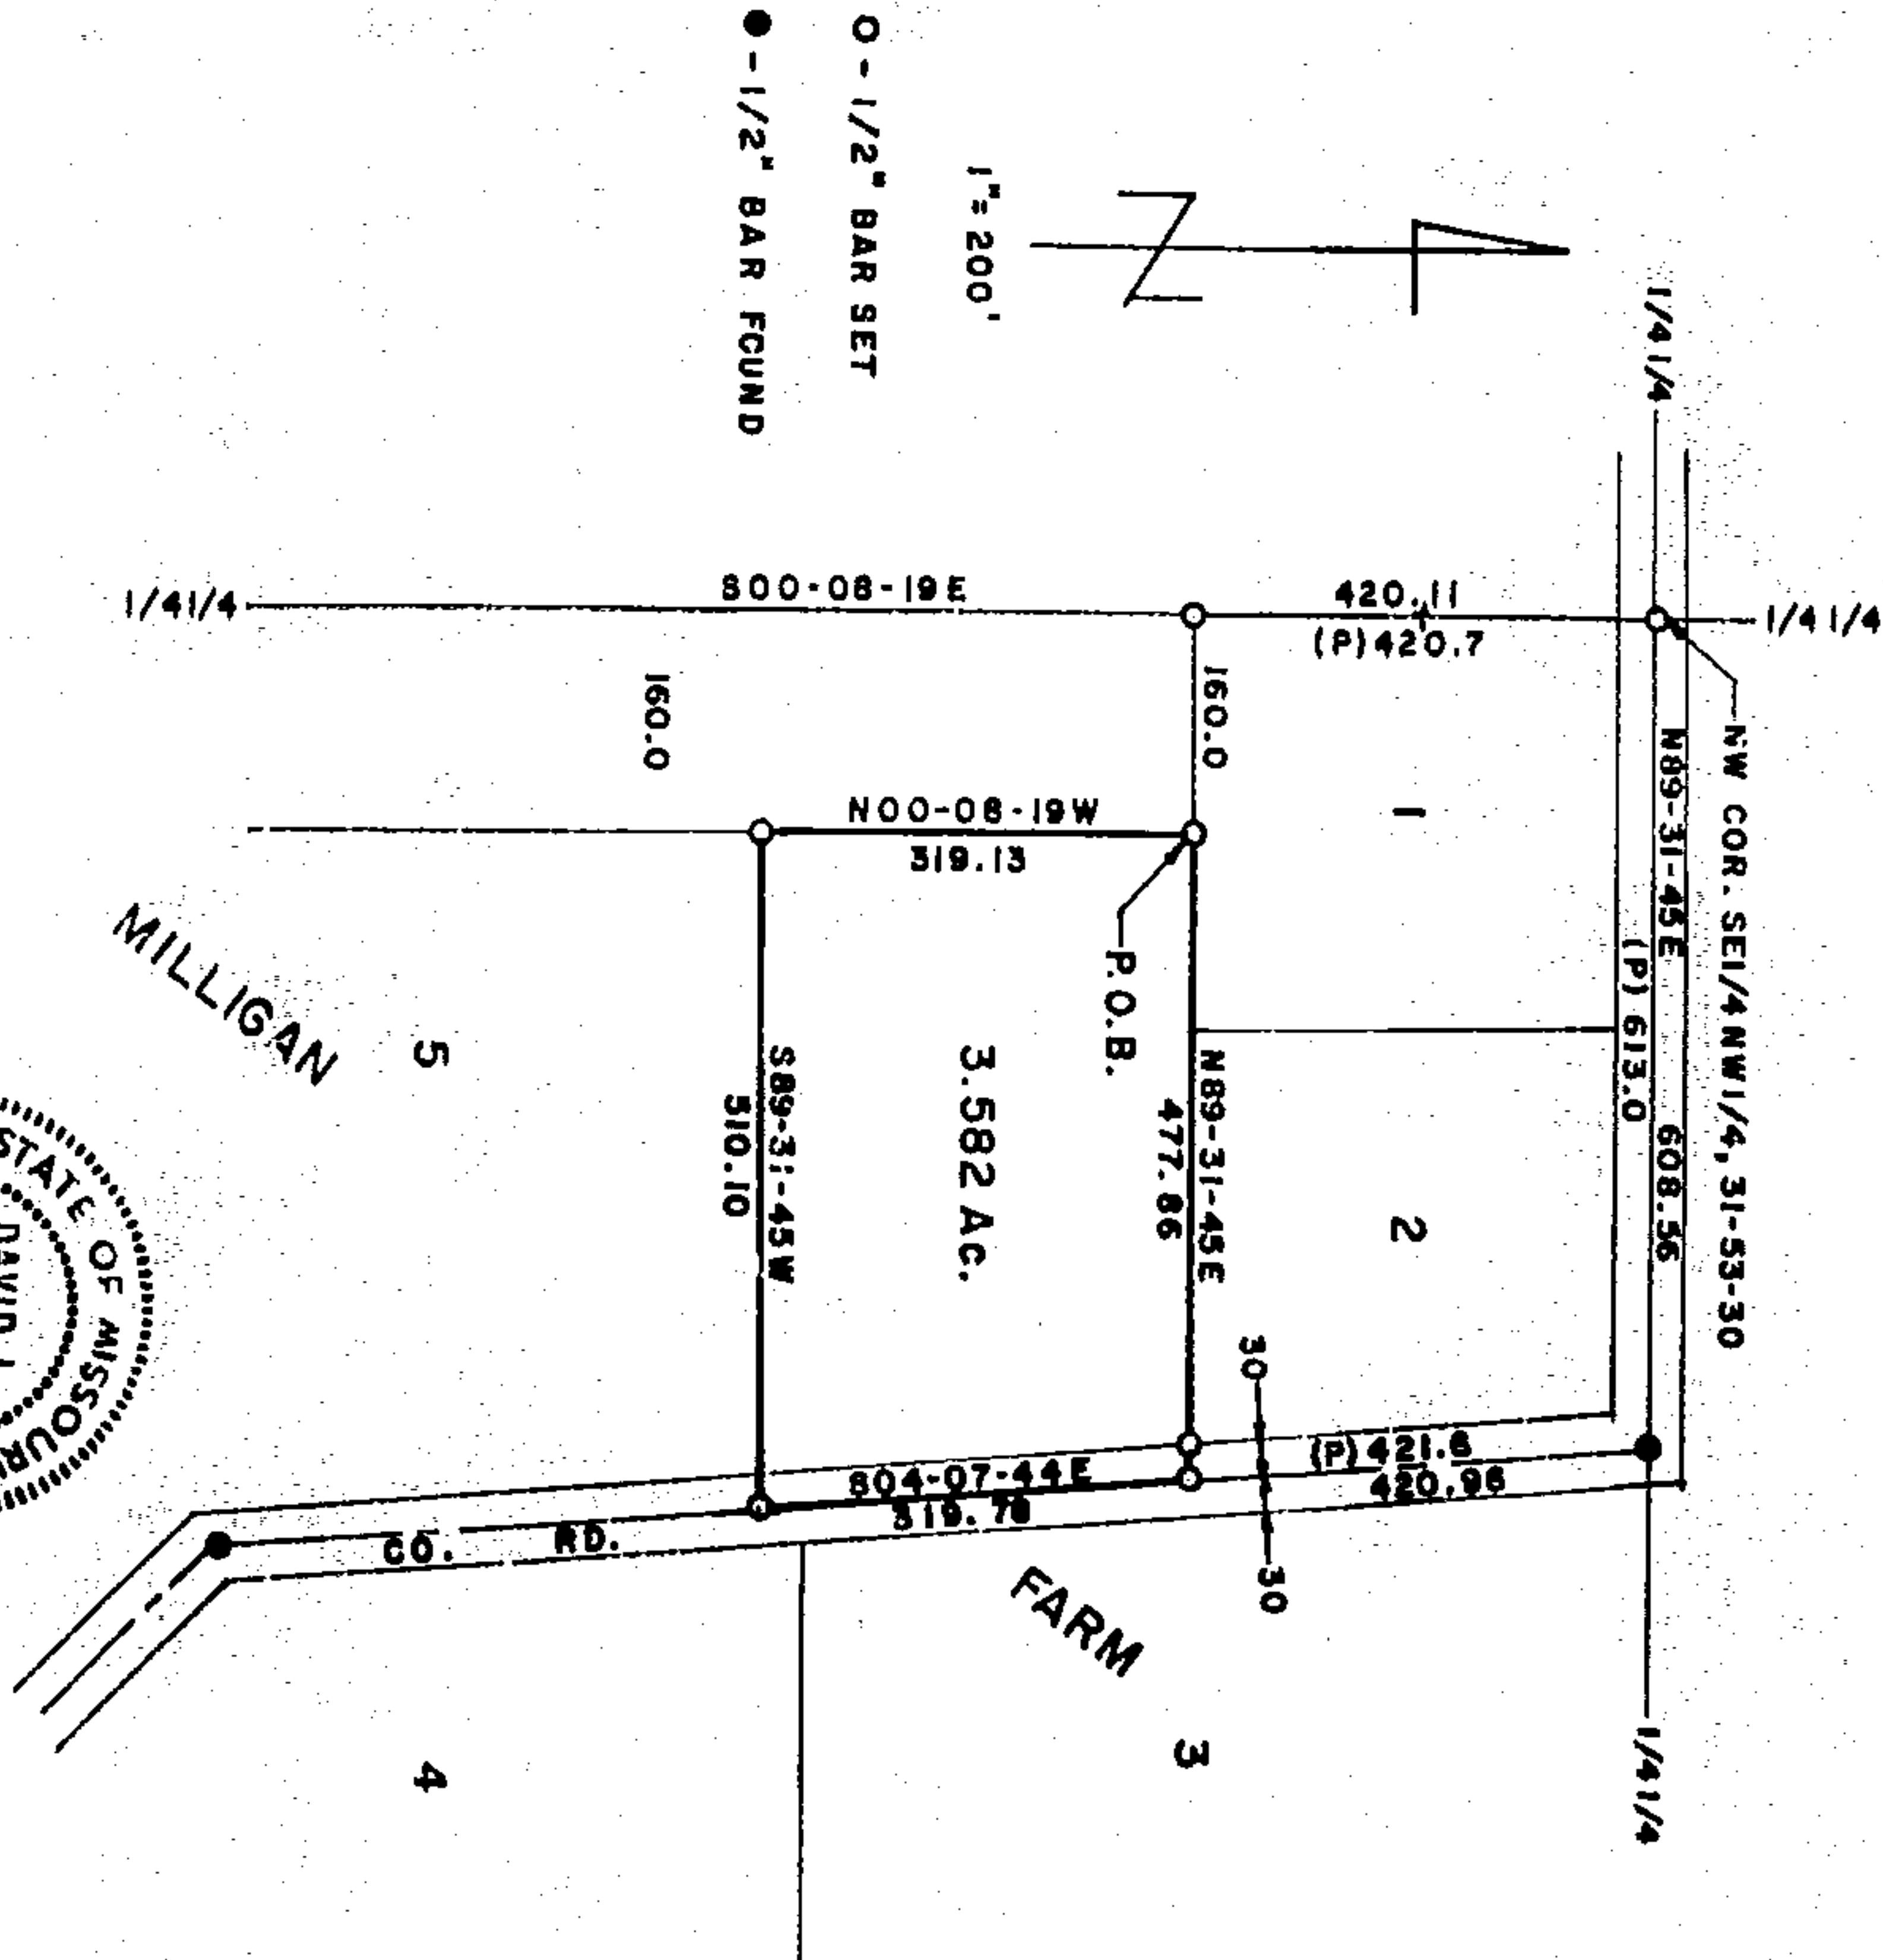 1/4 1/4
NW COR. SE1/4 NW1/4, 31-53-30
N89-31-45E
608.56
(P) 613.0
1/4 1/4
1/4 1/4
420.11
(P) 420.7
1
2
(P) 421.6
420.96
30
30
3
160.0
N89-31-45E
477.86
P.O.B.
S00-08-19E
N00-08-19W
319.13
3.582 Ac.
S04-07-44E
319.78
FARM
1"= 200'
O - 1/2" BAR SET
● - 1/2" BAR FOUND
160.0
S89-31-45W
510.10
CO. RD.
5
4
MILLIGAN
1/4 1/4
STATE OF MISSOURI